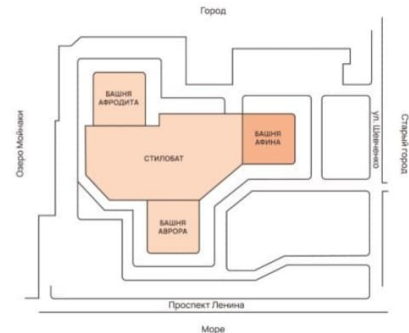 Город
БАШНЯ
АФРОДИТА
Озеро Мойнаки
БАШНЯ
АФИНА
ул. Шевченко
Старый город
СТИЛОБАТ
БАШНЯ
АВРОРА
Проспект Ленина
Море